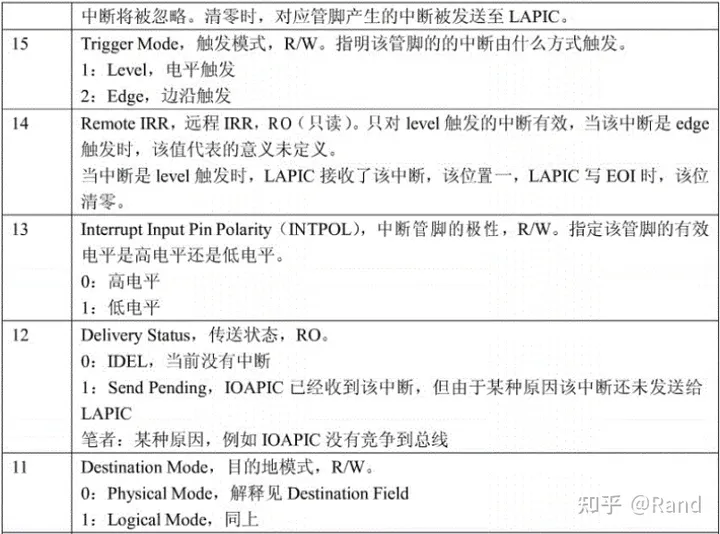 中断将被忽略。清零时，对应管脚产生的中断被发送至 LAPIC。
15
Trigger Mode，触发模式，R/W。指明该管脚的的中断由什么方式触发。
1：Level，电平触发
2：Edge，边沿触发
14
Remote IRR，远程 IRR，RO（只读）。只对 level 触发的中断有效，当该中断是 edge
触发时，该值代表的意义未定义。
当中断是 level 触发时，LAPIC 接收了该中断，该位置一，LAPIC 写 EOI 时，该位
清零。
13
Interrupt Input Pin Polarity（INTPOL），中断管脚的极性，R/W。指定该管脚的有效
电平是高电平还是低电平。
0：高电平
1：低电平
12
Delivery Status，传送状态，RO。
0：IDEL，当前没有中断
1：Send Pending，IOAPIC 已经收到该中断，但由于某种原因该中断还未发送给
LAPIC
笔者：某种原因，例如 IOAPIC 没有竞争到总线
11
Destination Mode，目的地模式，R/W。
0：Physical Mode，解释见 Destination Field
1：Logical Mode，同上
知乎 @Rand